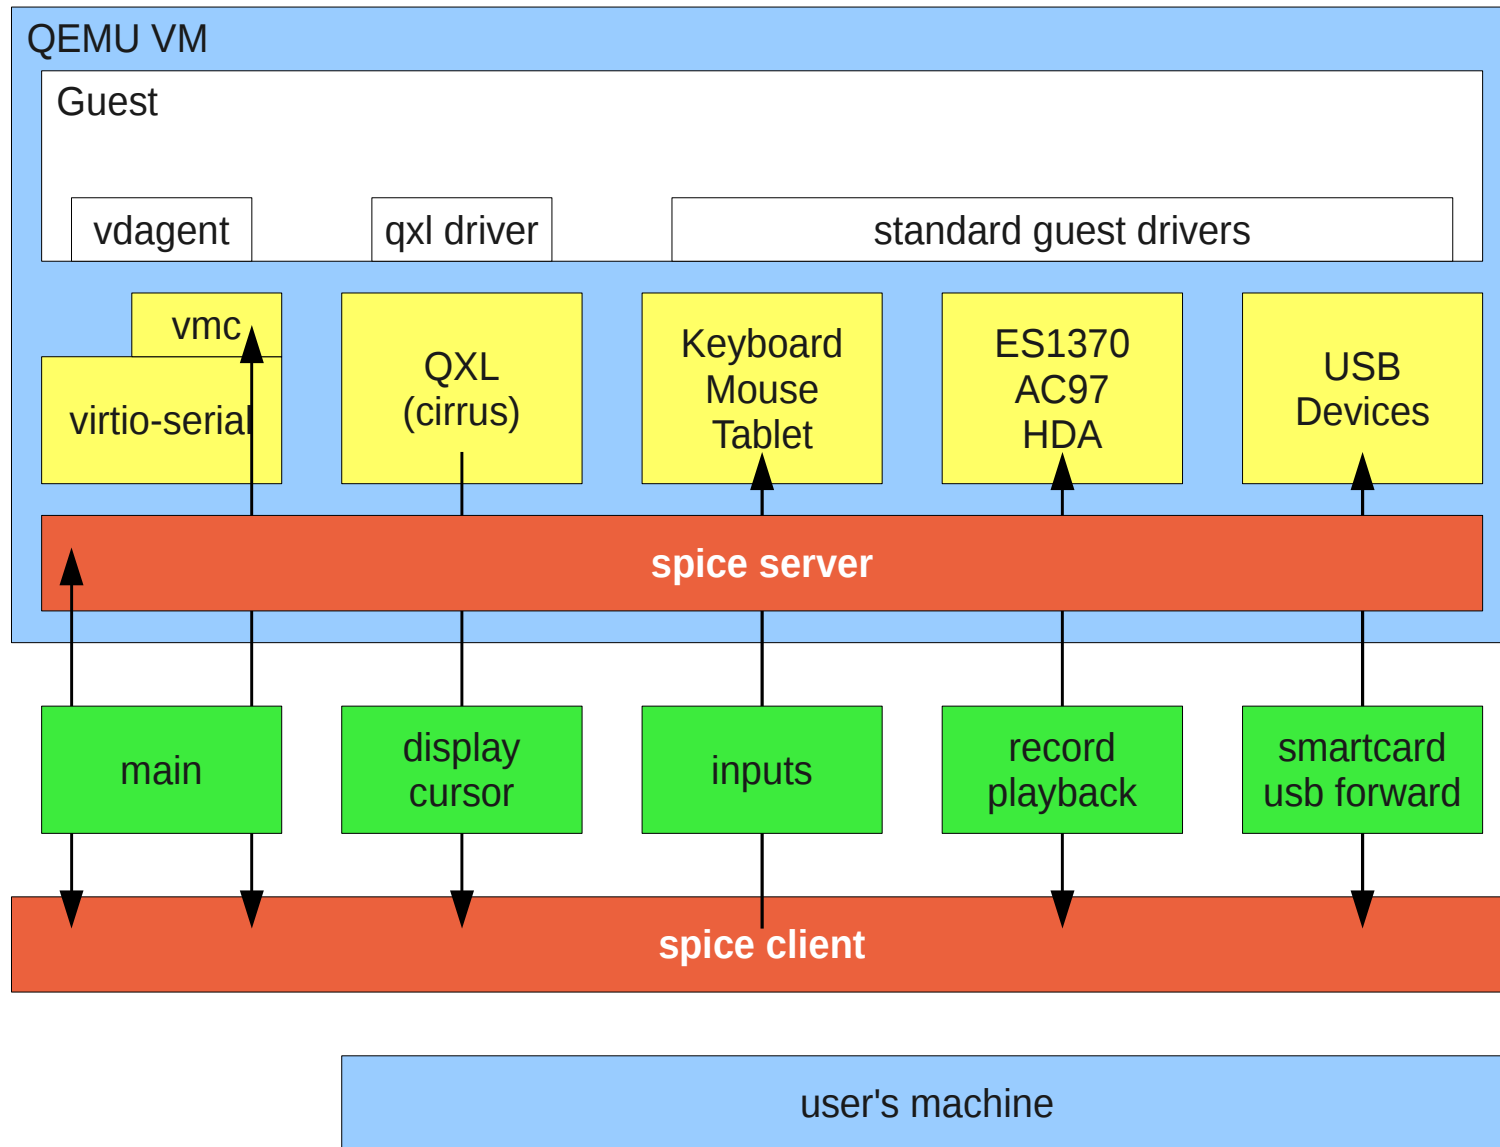 QEMU VM
Guest
vdagent
qxl driver
standard guest drivers
vmc
virtio-serial
QXL
(cirrus)
Keyboard
Mouse
Tablet
ES1370
AC97
HDA
USB
Devices
spice server
main
display
cursor
inputs
record
playback
smartcard
usb forward
spice client
user's machine